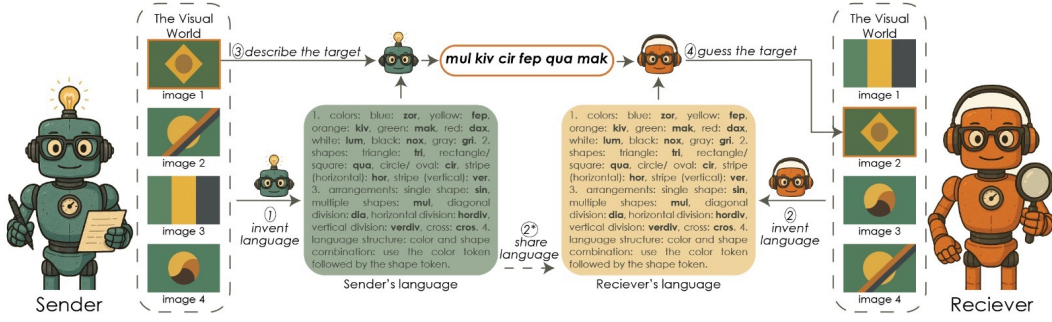 The Visual
World
image 1
image 2
image 3
image 4
Sender
③ describe the target
① invent
language
mul kiv cir fep qua mak
1. colors: blue: zor, yellow: fep,
orange: kiv, green: mak, red: dax,
white: lum, black: nox, gray: gri. 2.
shapes: triangle: tri, rectangle/
square: qua, circle/ oval: cir, stripe
(horizontal): hor, stripe (vertical): ver.
3. arrangements: single shape: sin,
multiple shapes: mul, diagonal
division: dia, horizontal division: hordiv,
vertical division: verdiv, cross: cros. 4.
language structure: color and shape
combination: use the color token
followed by the shape token.
Sender's language
②* share
language
④ guess the target
1. colors: blue: zor, yellow: fep,
orange: kiv, green: mak, red: dax,
white: lum, black: nox, gray: gri. 2.
shapes: triangle: tri, rectangle/
square: qua, circle/ oval: cir, stripe
(horizontal): hor, stripe (vertical): ver.
3. arrangements: single shape: sin,
multiple shapes: mul, diagonal
division: dia, horizontal division: hordiv,
vertical division: verdiv, cross: cros. 4.
language structure: color and shape
combination: use the color token
followed by the shape token.
Reciever's language
② invent
language
The Visual
World
image 1
image 2
image 3
image 4
Reciever